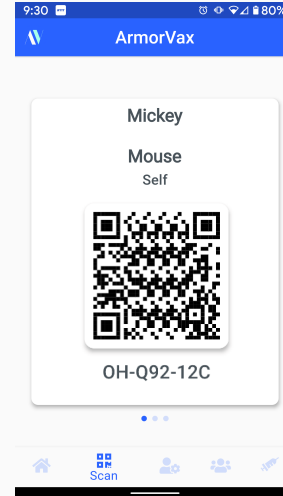 9:30 80%
ArmorVax
Mickey
Mouse
Self
OH-Q92-12C
Scan